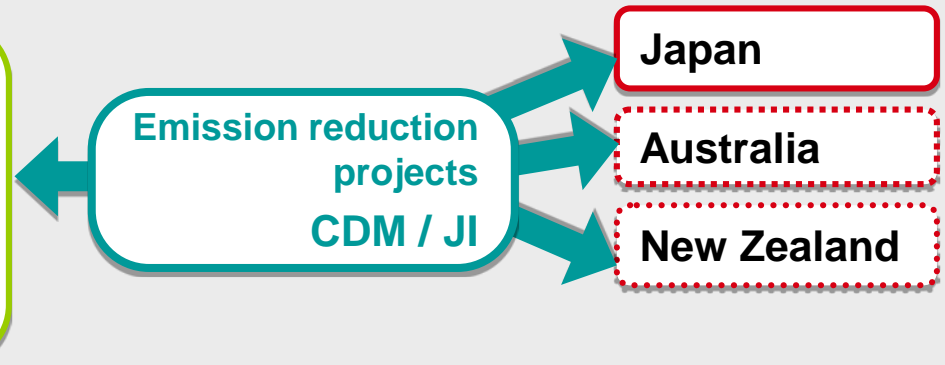 Emission reduction
projects
CDM / JI
Japan
Australia
New Zealand